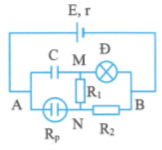 E, r
C M Đ
A R₁ B
Rₚ N R₂